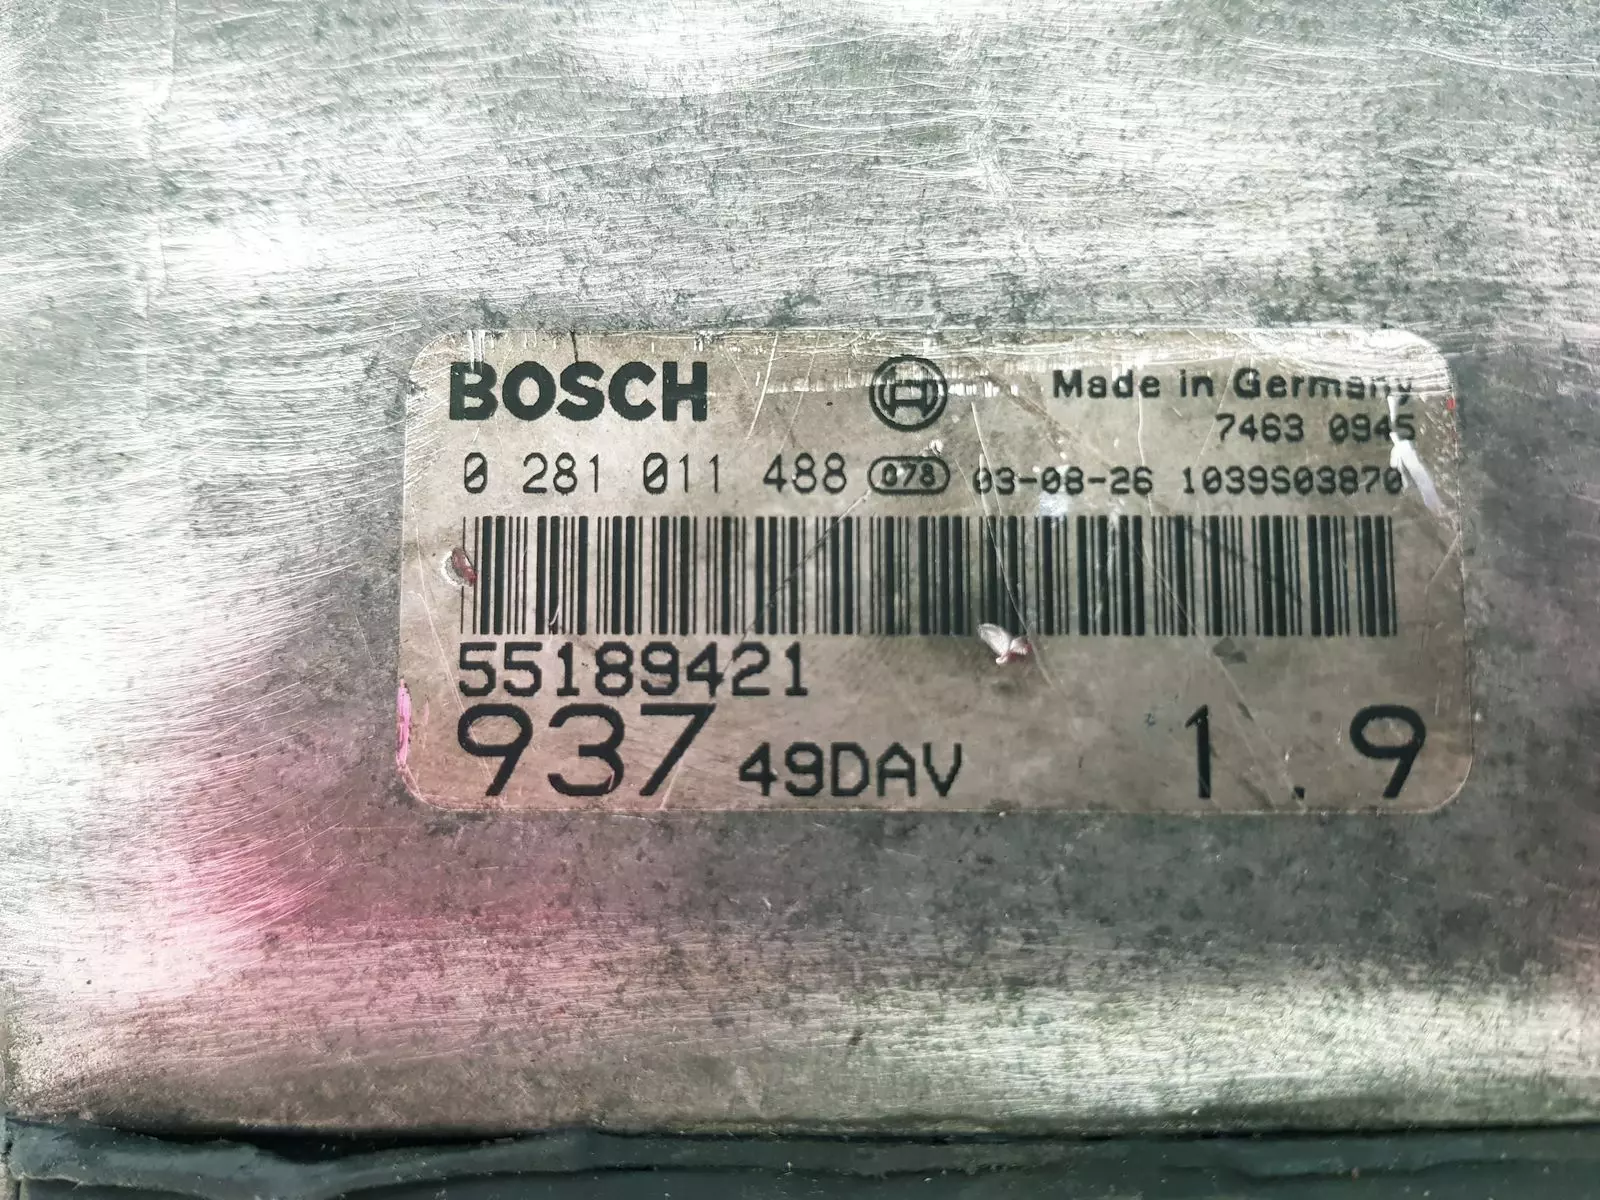 BOSCH Made in Germany
7463 0945
0 281 011 488 078 03-08-26 1039S03870
55189421
937 49DAV 1.9